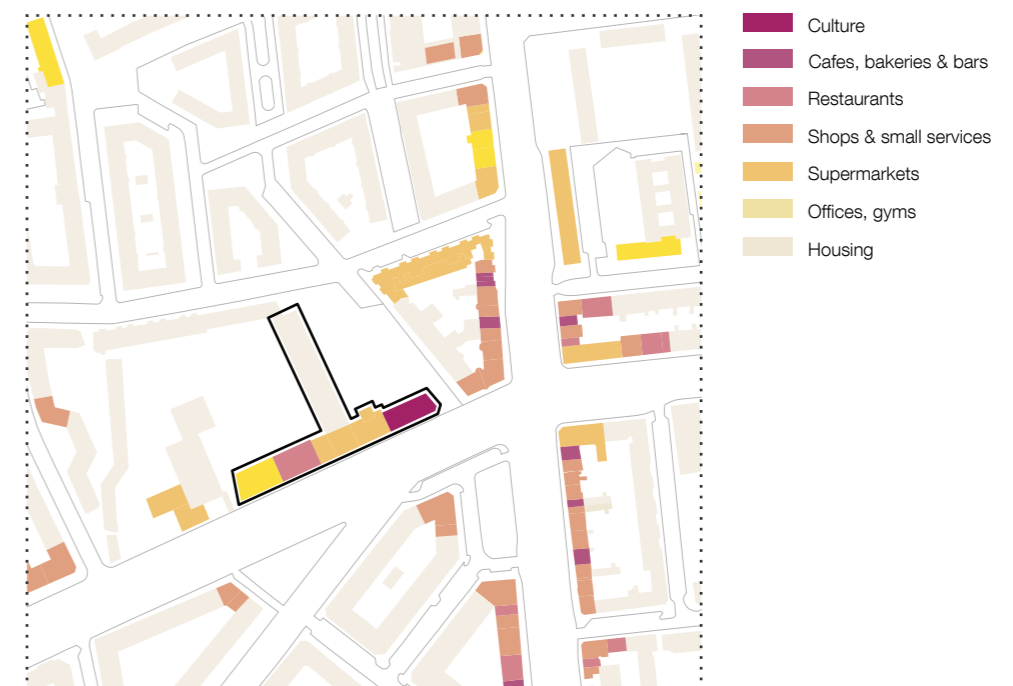 Culture
Cafes, bakeries & bars
Restaurants
Shops & small services
Supermarkets
Offices, gyms
Housing